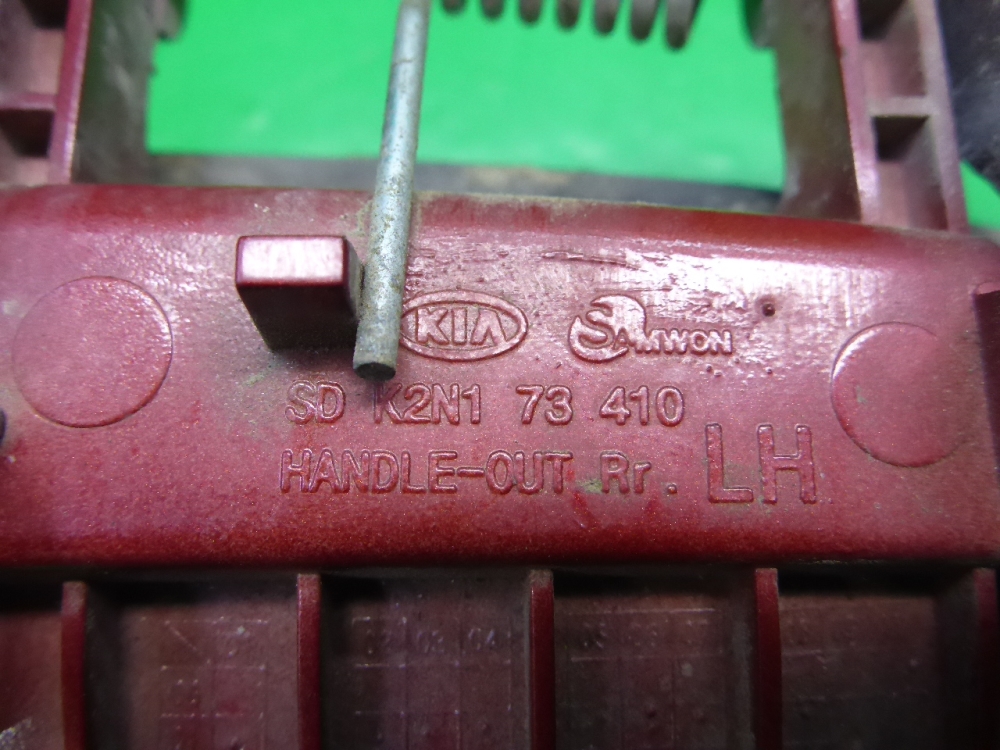 KIA SAMWON
SD K2N1 73 410
HANDLE-OUT Rr. LH